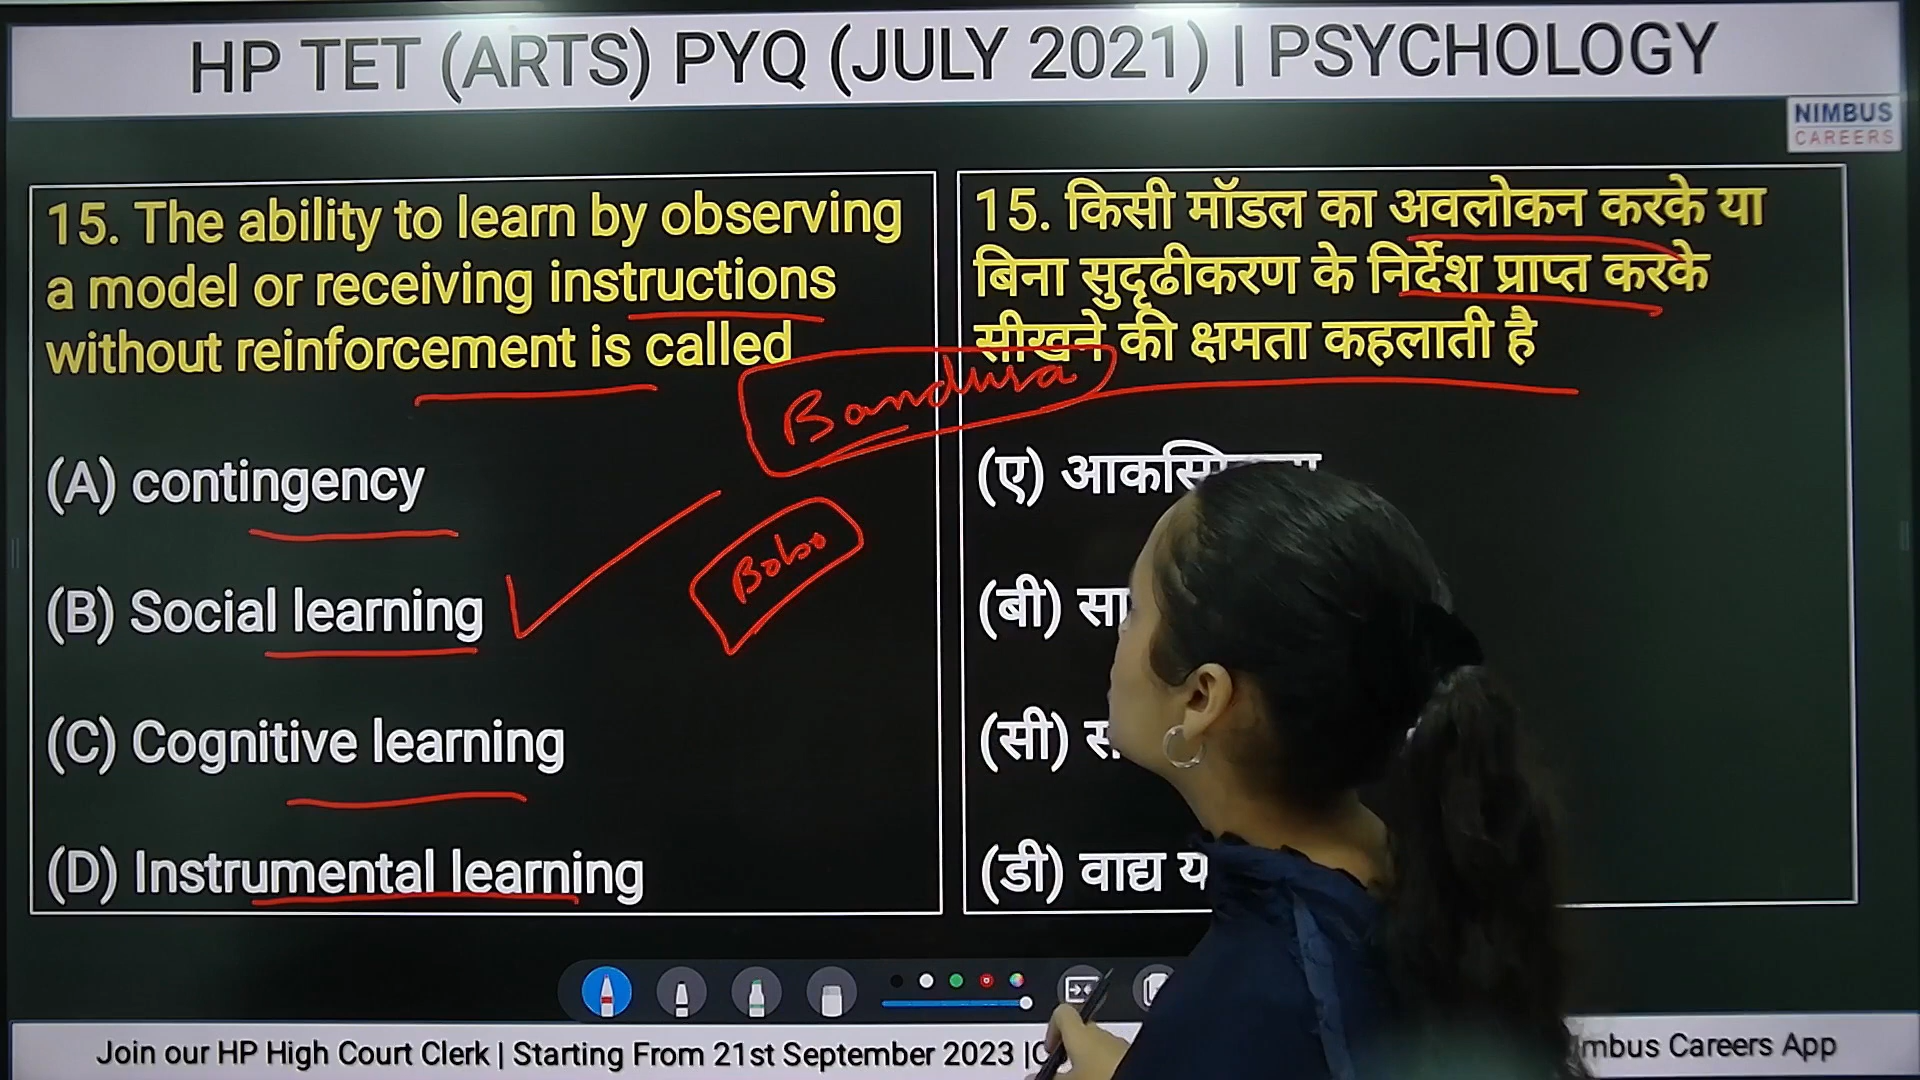 HP TET (ARTS) PYQ (JULY 2021) | PSYCHOLOGY
NIMBUS
CAREERS
15. The ability to learn by observing
a model or receiving instructions
without reinforcement is called
Bandura
(A) contingency
(B) Social learning
Bobo
(C) Cognitive learning
(D) Instrumental learning
15. किसी मॉडल का अवलोकन करके या
बिना सुदृढीकरण के निर्देश प्राप्त करके
सीखने की क्षमता कहलाती है
(ए)
(बी)
(सी)
(डी) वाद्य
Join our HP High Court Clerk | Starting From 21st September 2023 |
Careers App